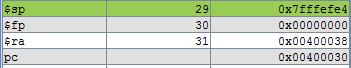 $sp 29 0x7fffefe4
$fp 30 0x00000000
$ra 31 0x00400038
pc 0x00400030